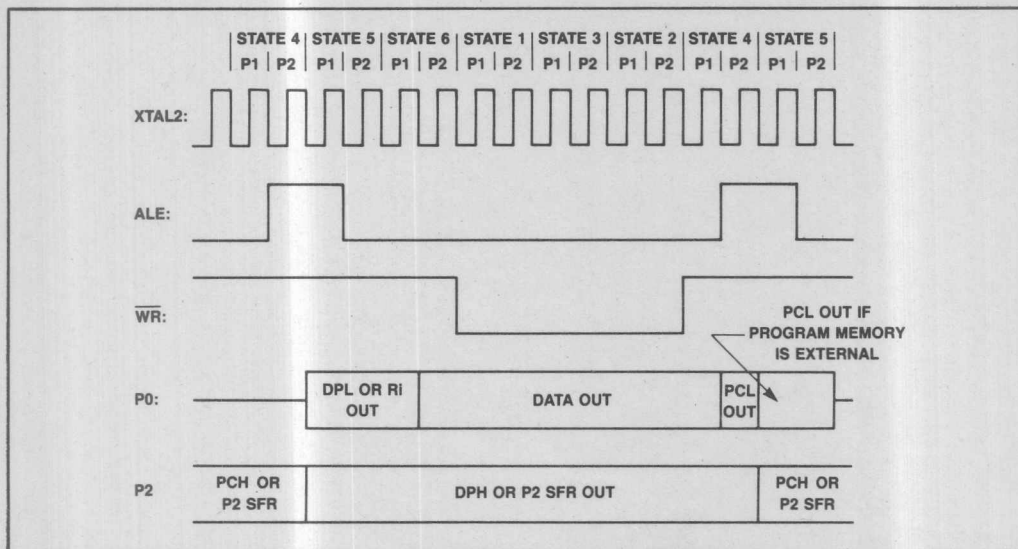 STATE 4 STATE 5 STATE 6 STATE 1 STATE 3 STATE 2 STATE 4 STATE 5
P1 P2 P1 P2 P1 P2 P1 P2 P1 P2 P1 P2 P1 P2 P1 P2
XTAL2:
ALE:
WR:
PCL OUT IF
PROGRAM MEMORY
IS EXTERNAL
P0:
DPL OR Ri
OUT
DATA OUT
PCL
OUT
P2
PCH OR
P2 SFR
DPH OR P2 SFR OUT
PCH OR
P2 SFR